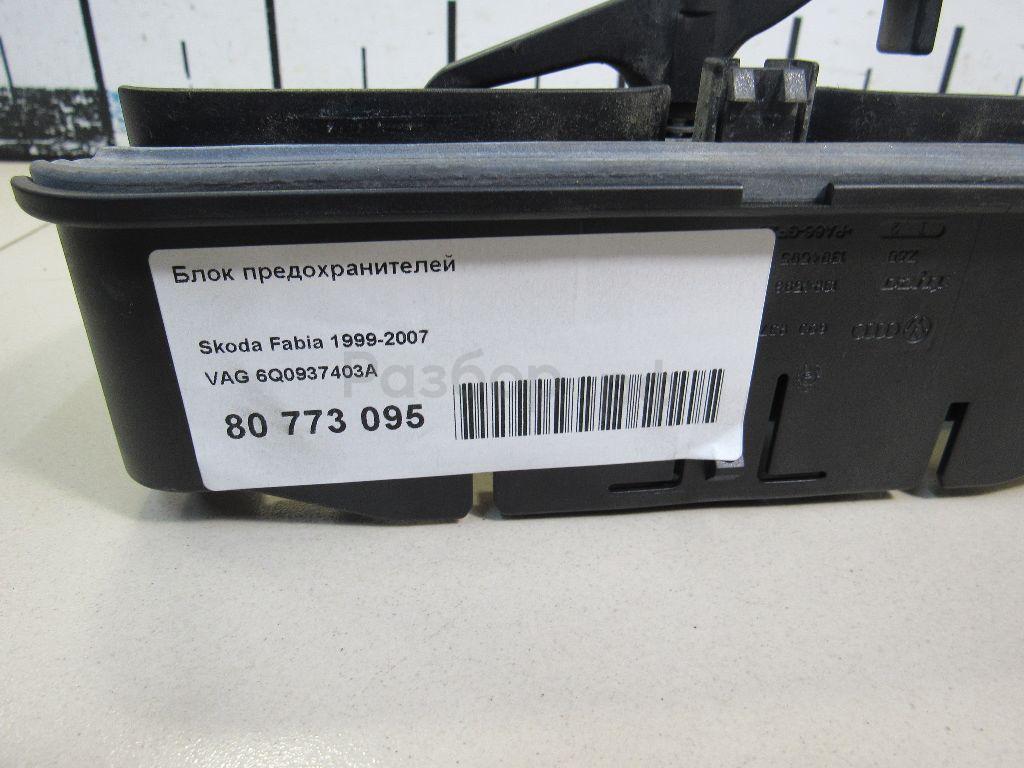 Блок предохранителей
Skoda Fabia 1999-2007
VAG 6Q0937403A
80 773 095